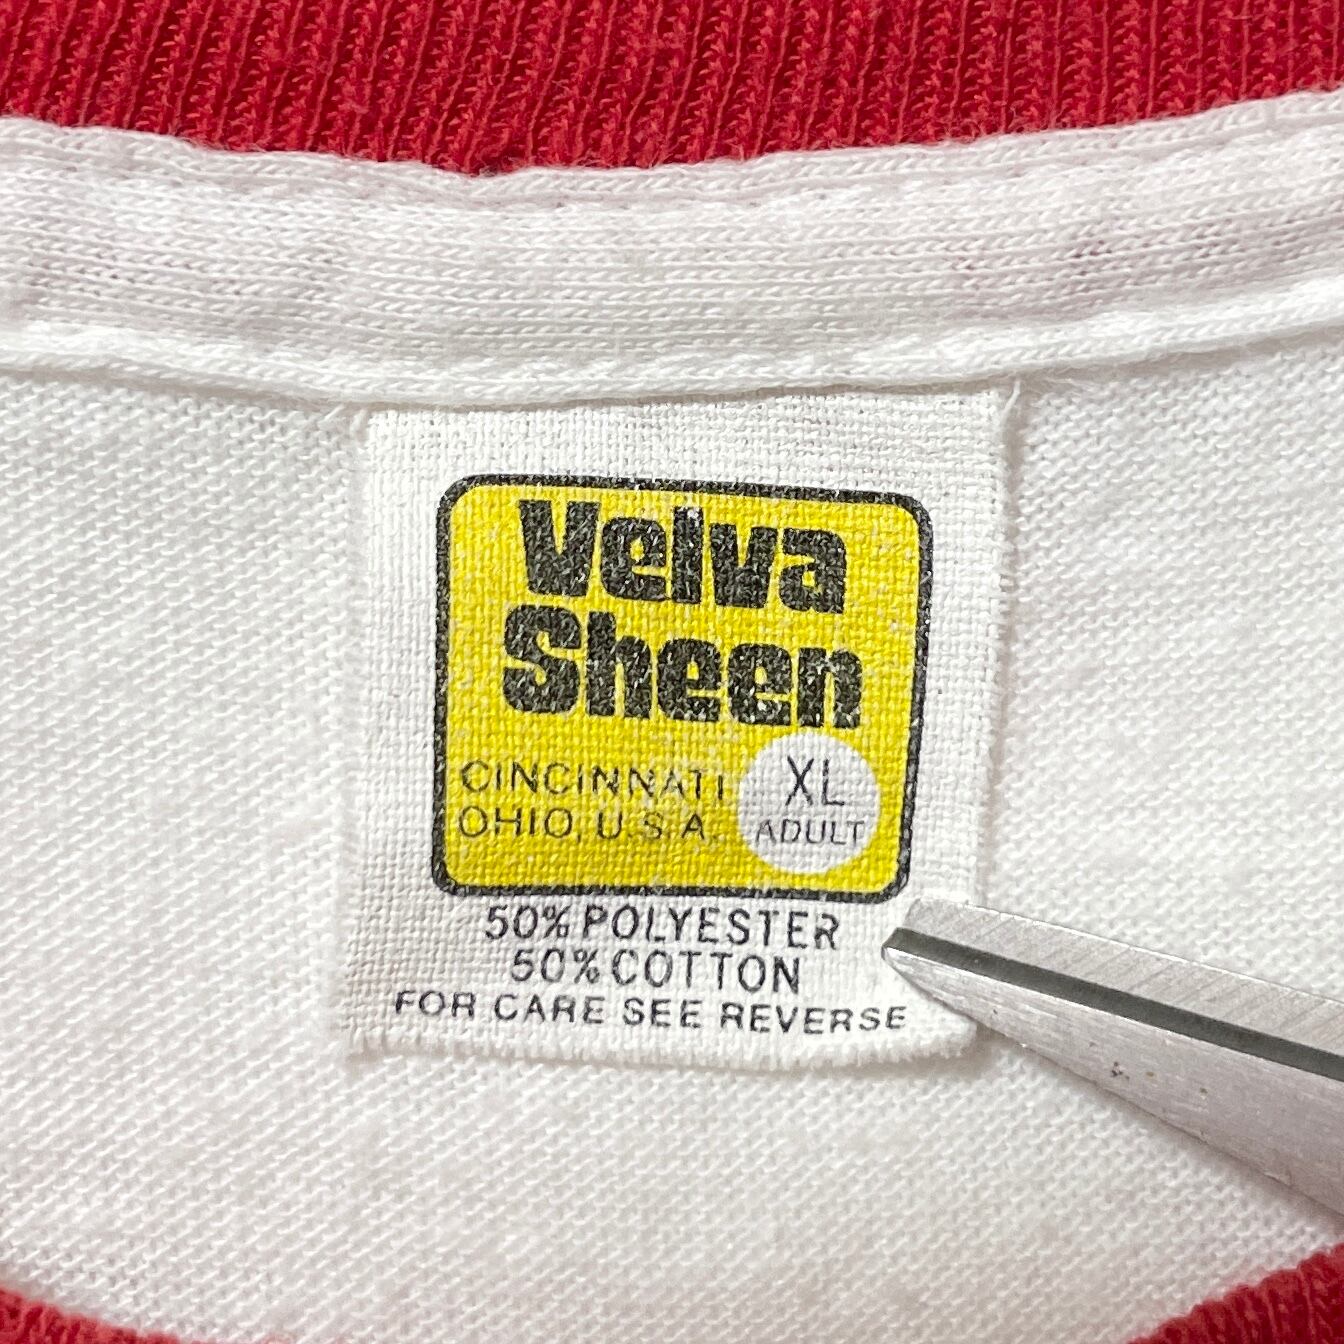 Velva
Sheen
CINCINNATI
OHIO, U.S.A.
XL
ADULT
50% POLYESTER
50% COTTON
FOR CARE SEE REVERSE